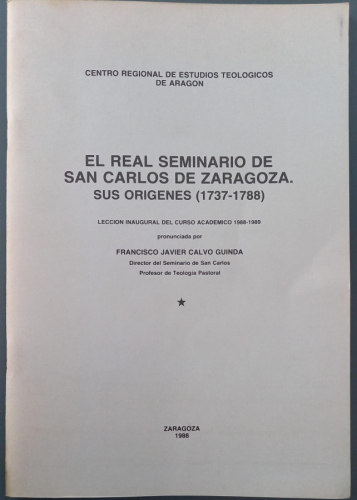 CENTRO REGIONAL DE ESTUDIOS TEOLOGICOS
DE ARAGON
EL REAL SEMINARIO DE
SAN CARLOS DE ZARAGOZA.
SUS ORIGENES (1737-1788)
LECCION INAUGURAL DEL CURSO ACADEMICO 1988-1989
pronunciada por
FRANCISCO JAVIER CALVO GUINDA
Director del Seminario de San Carlos
Profesor de Teología Pastoral
ZARAGOZA
1988